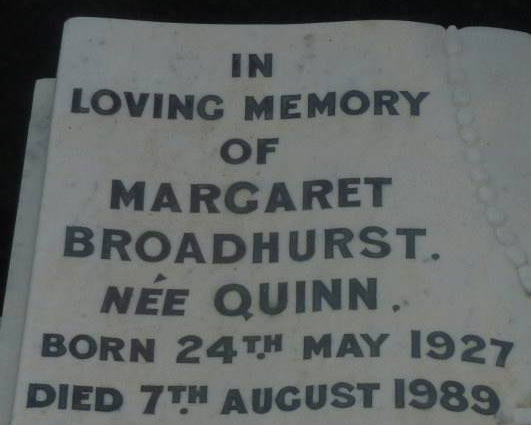 IN
LOVING MEMORY
OF
MARGARET
BROADHURST.
NÉE QUINN.
BORN 24TH MAY 1927
DIED 7TH AUGUST 1989